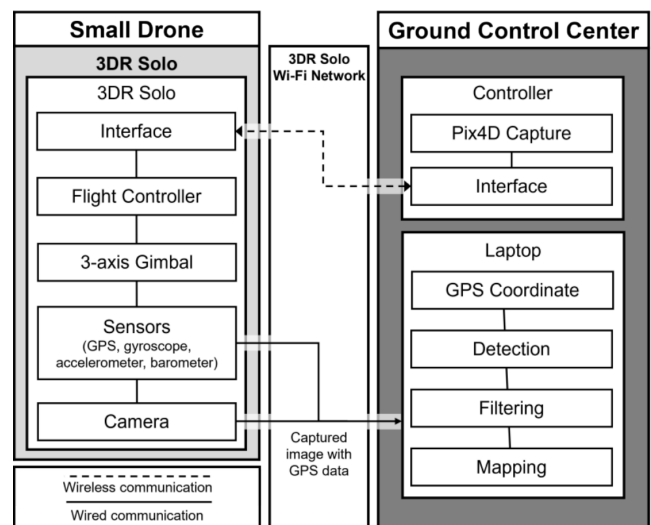 Small Drone
3DR Solo
3DR Solo
Interface
Flight Controller
3-axis Gimbal
Sensors
(GPS, gyroscope,
accelerometer, barometer)
Camera
Wireless communication
Wired communication
3DR Solo
Wi-Fi Network
Captured
image with
GPS data
Ground Control Center
Controller
Pix4D Capture
Interface
Laptop
GPS Coordinate
Detection
Filtering
Mapping